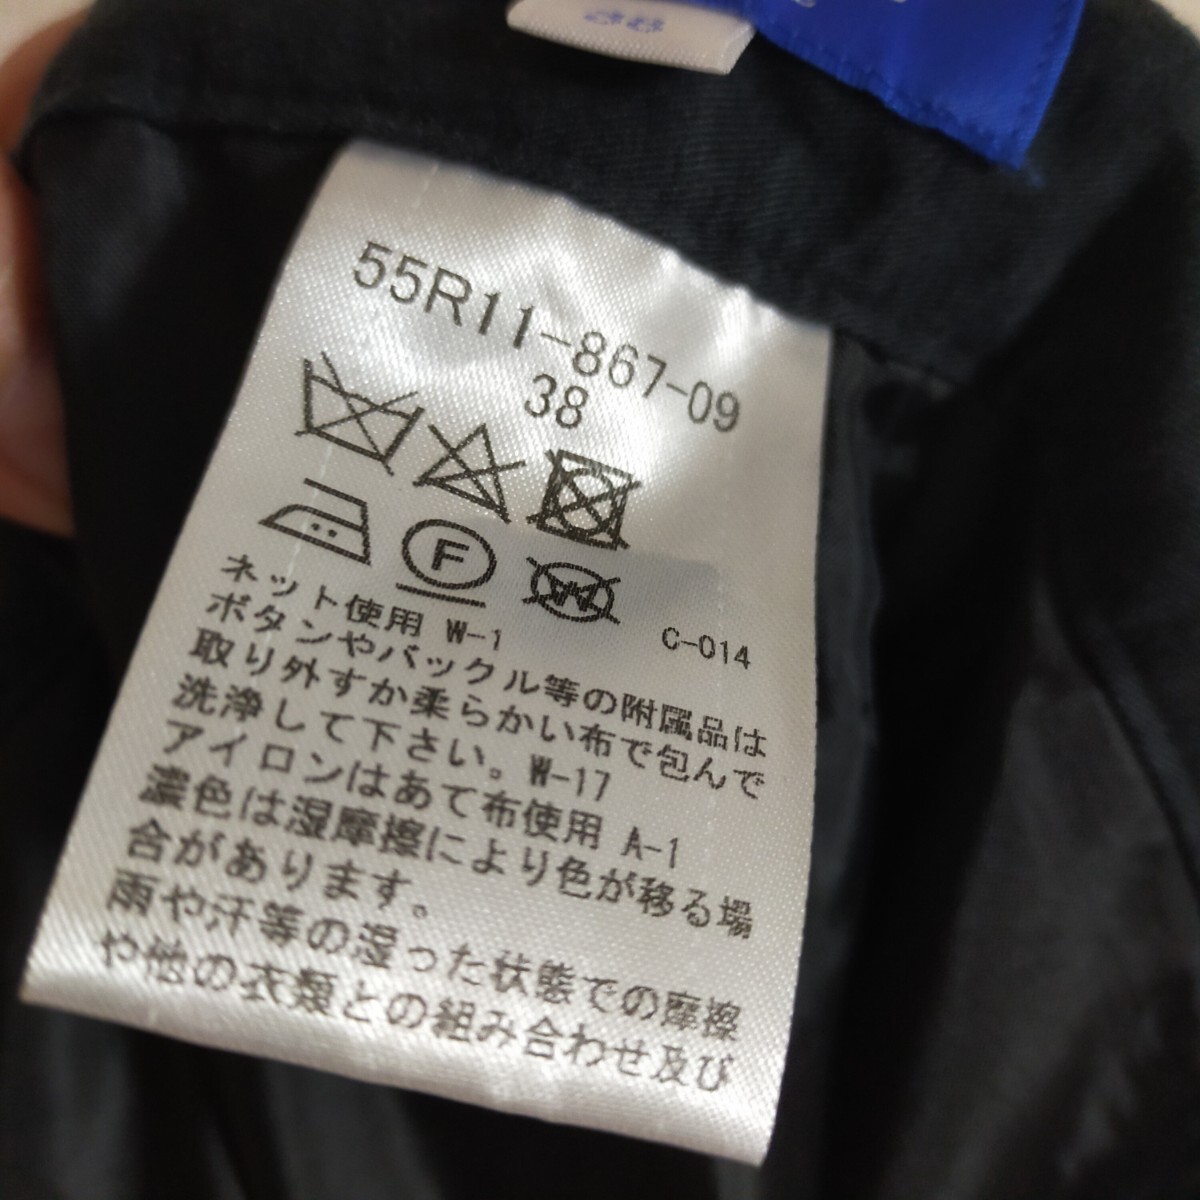 38
55R11-867-09
38
F
W
ネット使用 W-1
C-014
ボタンやバックル等の附属品は
取り外すか柔らかい布で包んで
洗浄して下さい。W-17
アイロンはあて布使用 A-1
濃色は湿摩擦により色が移る場
合があります。
雨や汗等の湿った状態での摩擦
や他の衣類との組み合わせ及び